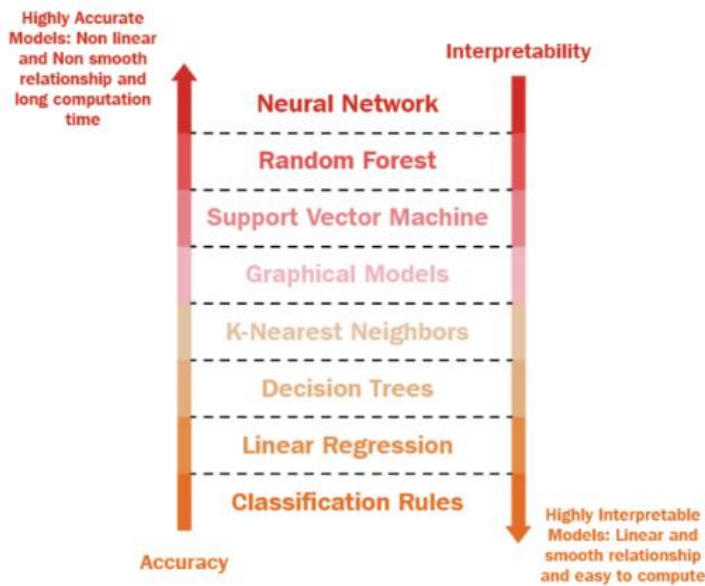 Highly Accurate
Models: Non linear
and Non smooth
relationship and
long computation
time
Interpretability
Neural Network
Random Forest
Support Vector Machine
Graphical Models
K-Nearest Neighbors
Decision Trees
Linear Regression
Classification Rules
Accuracy
Highly Interpretable
Models: Linear and
smooth relationship
and easy to compute